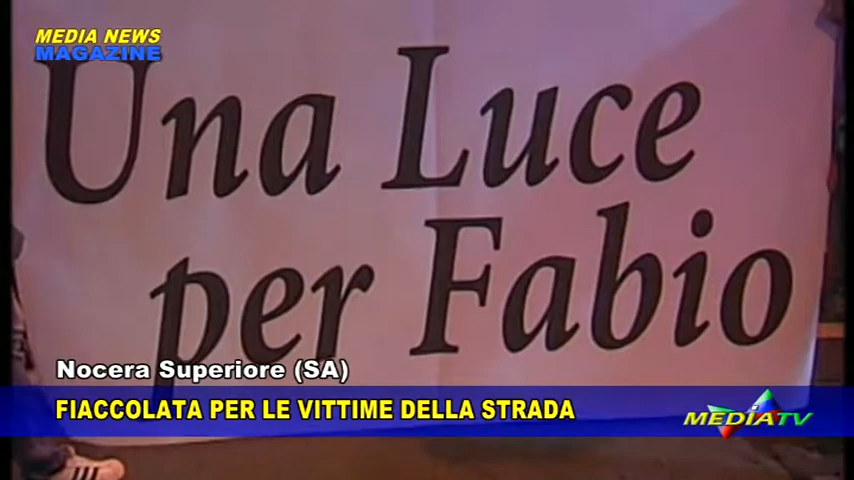 MEDIA NEWS
MAGAZINE
Una Luce
per Fabio
Nocera Superiore (SA)
FIACCOLATA PER LE VITTIME DELLA STRADA
MEDIATV